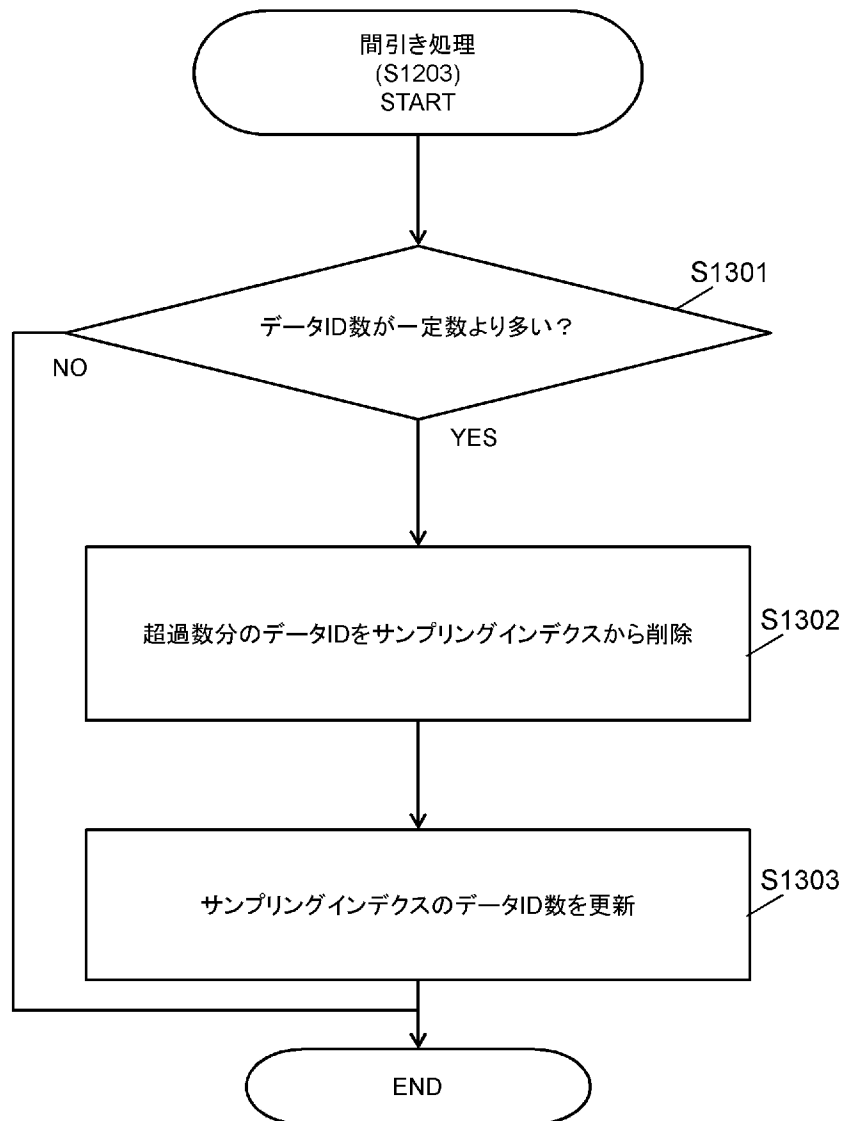 間引き処理
(S1203)
START
S1301
データID数が一定数より多い?
NO
YES
超過数分のデータIDをサンプリングインデクスから削除
S1302
サンプリングインデクスのデータID数を更新
S1303
END